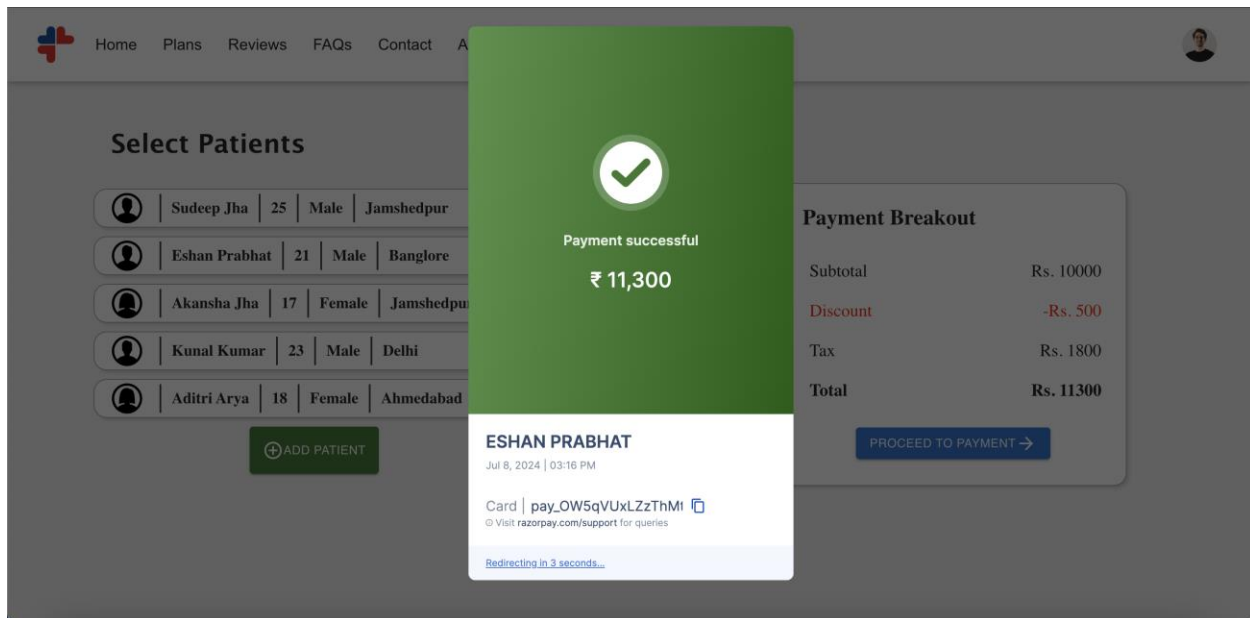 Home Plans Reviews FAQs Contact A
Select Patients
Sudeep Jha | 25 | Male | Jamshedpur
Eshan Prabhat | 21 | Male | Banglore
Akansha Jha | 17 | Female | Jamshedpu
Kunal Kumar | 23 | Male | Delhi
Aditri Arya | 18 | Female | Ahmedabad
ADD PATIENT
Payment successful
₹ 11,300
ESHAN PRABHAT
Jul 8, 2024 | 03:16 PM
Card | pay_OW5qVUxLZzThM
Visit razorpay.com/support for queries
Redirecting in 3 seconds...
Payment Breakout
Subtotal Rs. 10000
Discount -Rs. 500
Tax Rs. 1800
Total Rs. 11300
PROCEED TO PAYMENT